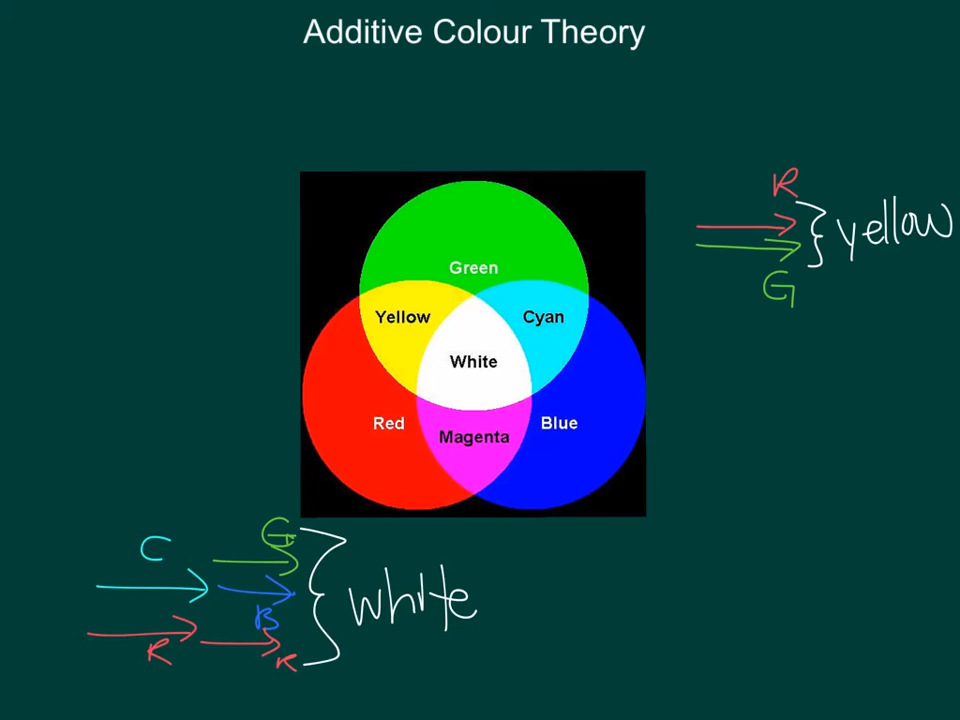 Additive Colour Theory
R
yellow
G
Green
Yellow
Cyan
White
Red
Blue
Magenta
G
C
white
B
R
R